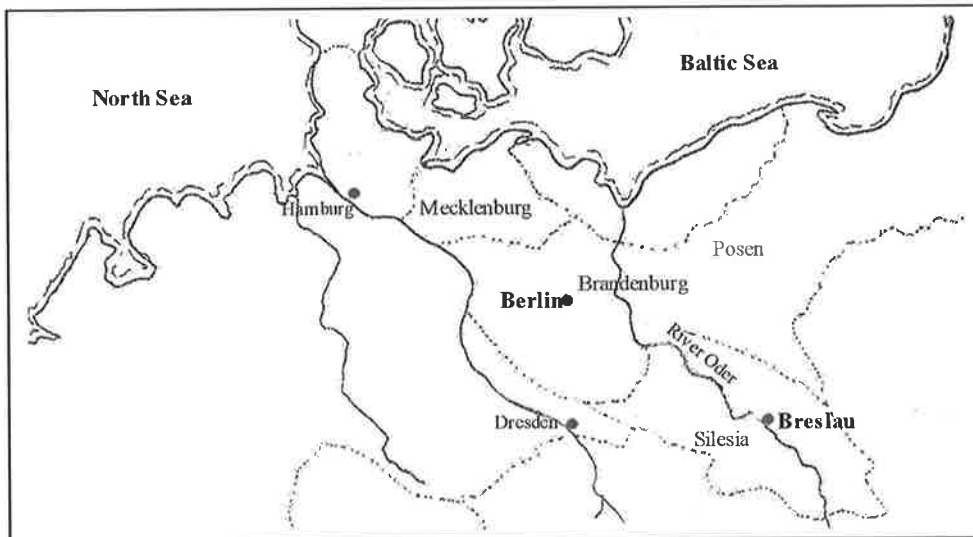 Baltic Sea
North Sea
Hamburg
Mecklenburg
Posen
Brandenburg
Berlin
River Oder
Dresden
Breslau
Silesia